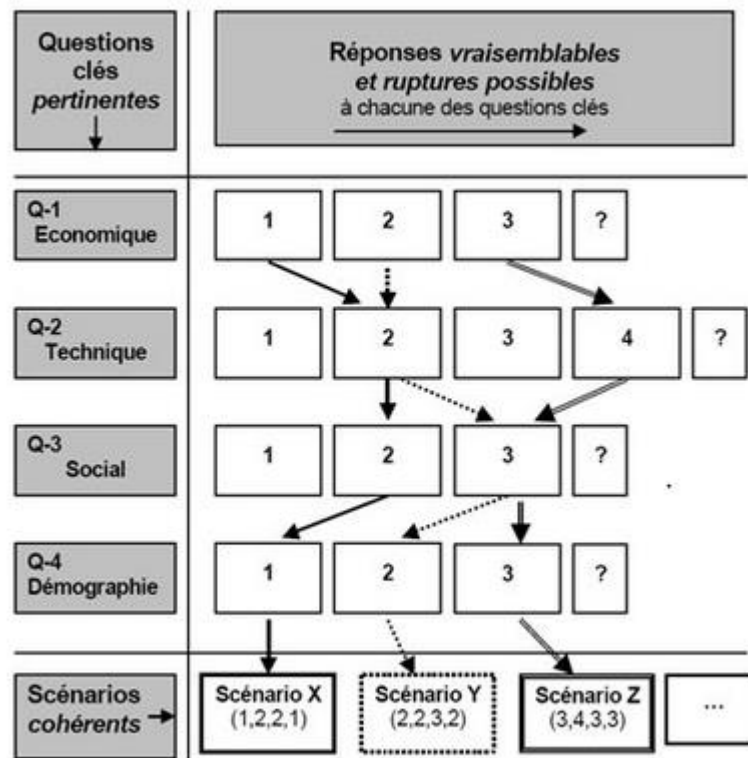 Questions
clés
pertinentes
Réponses vraisemblables
et ruptures possibles
à chacune des questions clés
Q-1
Economique
1
2
3
?
Q-2
Technique
1
2
3
4
?
Q-3
Social
1
2
3
?
Q-4
Démographie
1
2
3
?
Scénarios
cohérents
Scénario X
(1,2,2,1)
Scénario Y
(2,2,3,2)
Scénario Z
(3,4,3,3)
...